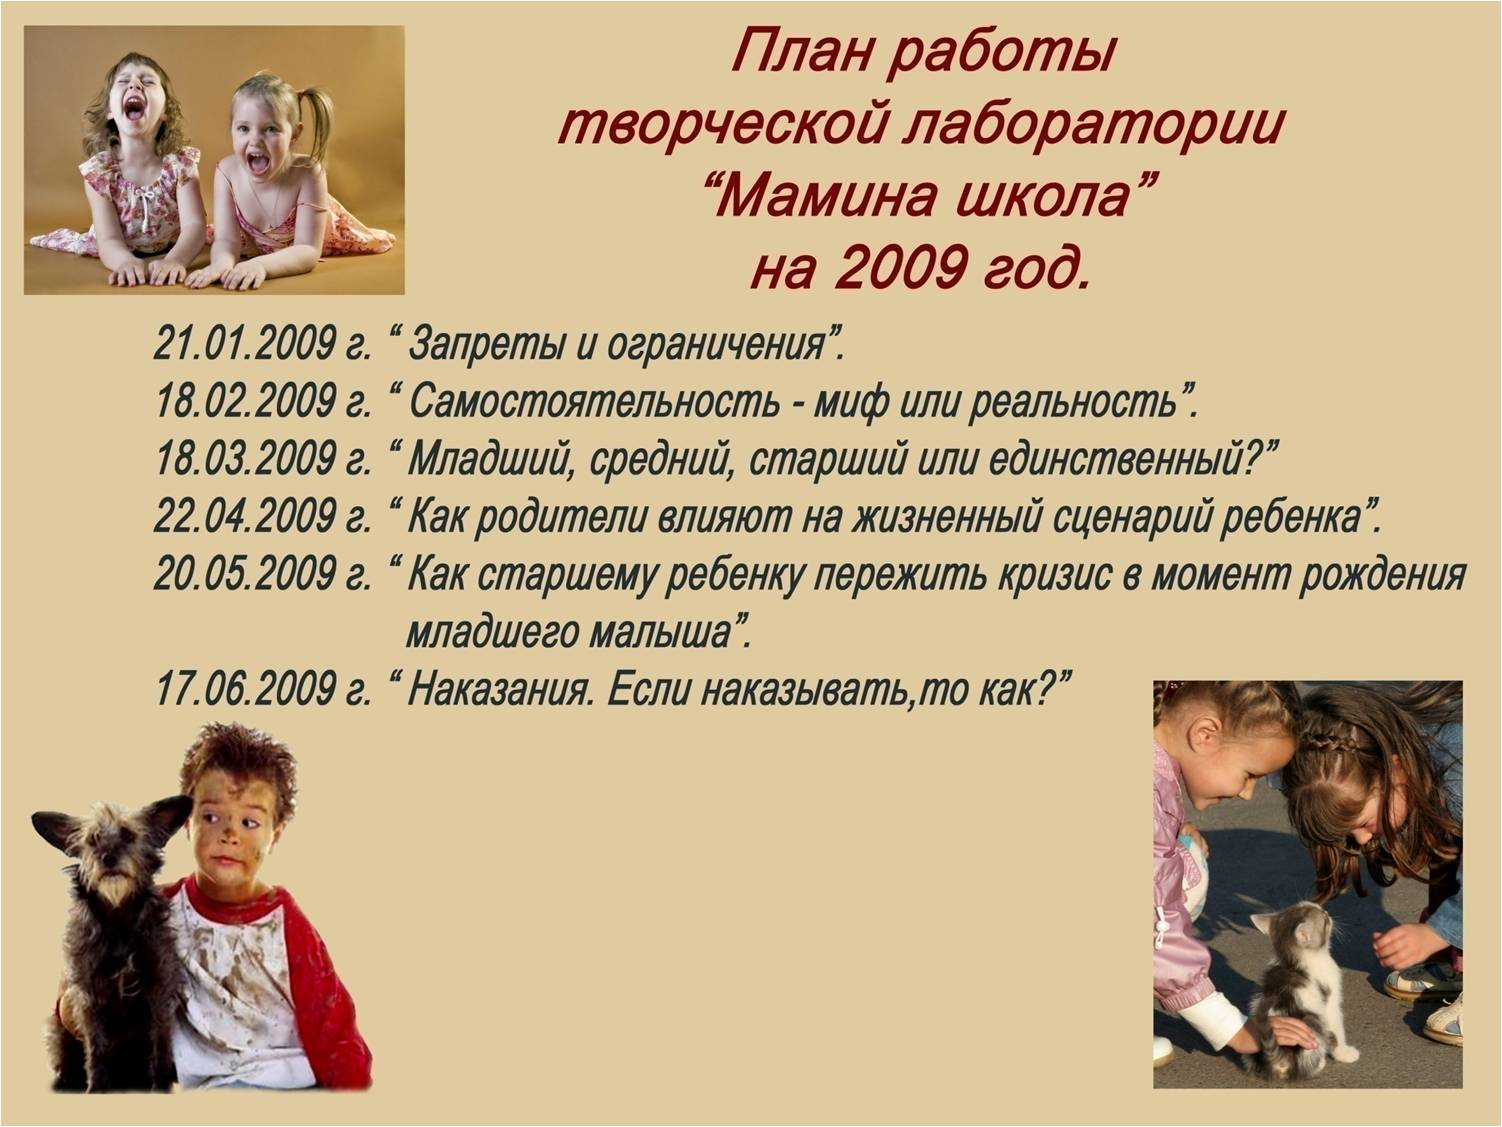 План работы
творческой лаборатории
“Мамина школа”
на 2009 год.
21.01.2009 г. “ Запреты и ограничения”.
18.02.2009 г. “ Самостоятельность - миф или реальность”.
18.03.2009 г. “ Младший, средний, старший или единственный?”
22.04.2009 г. “ Как родители влияют на жизненный сценарий ребенка”.
20.05.2009 г. “ Как старшему ребенку пережить кризис в момент рождения
младшего малыша”.
17.06.2009 г. “ Наказания. Если наказывать,то как?”